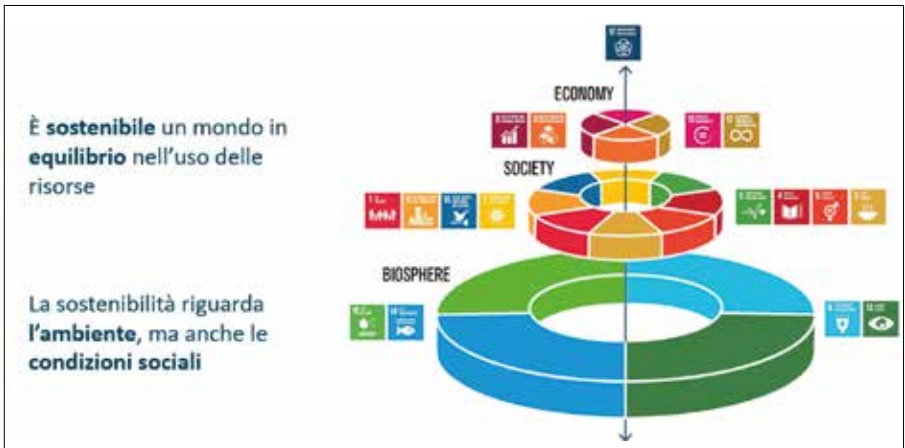 È sostenibile un mondo in
equilibrio nell'uso delle
risorse
La sostenibilità riguarda
l'ambiente, ma anche le
condizioni sociali
ECONOMY
SOCIETY
BIOSPHERE